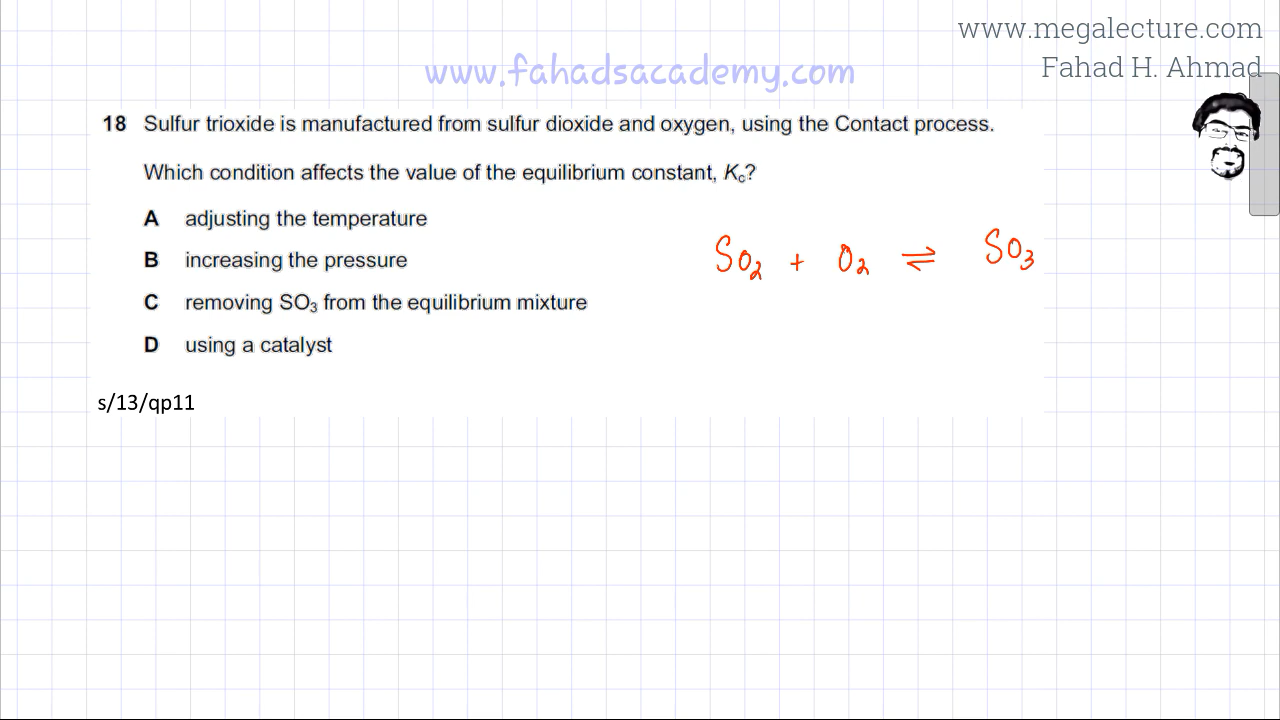 www.megalecture.com
Fahad H. Ahmad
www.fahadsacademy.com
18 Sulfur trioxide is manufactured from sulfur dioxide and oxygen, using the Contact process.
Which condition affects the value of the equilibrium constant, Kc?
A adjusting the temperature
B increasing the pressure
C removing SO3 from the equilibrium mixture
D using a catalyst
SO2 + O2 ⇌ SO3
s/13/qp11